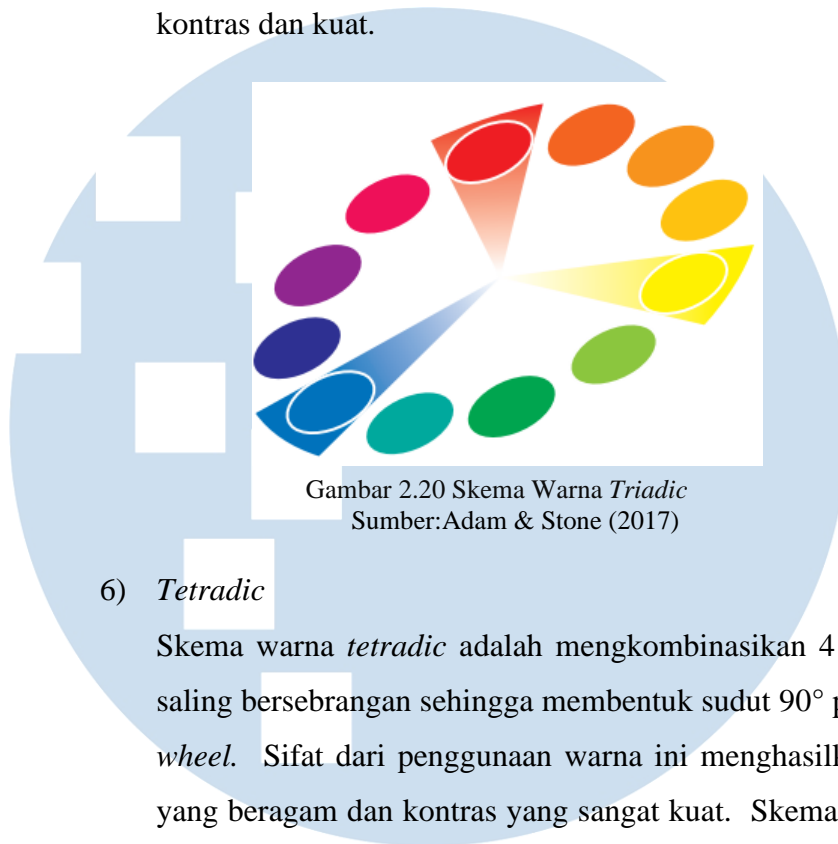 kontras dan kuat.
Gambar 2.20 Skema Warna Triadic
Sumber:Adam & Stone (2017)
6) Tetradic
Skema warna tetradic adalah mengkombinasikan 4
saling bersebrangan sehingga membentuk sudut 90° p
wheel. Sifat dari penggunaan warna ini menghasill
yang beragam dan kontras yang sangat kuat. Skema